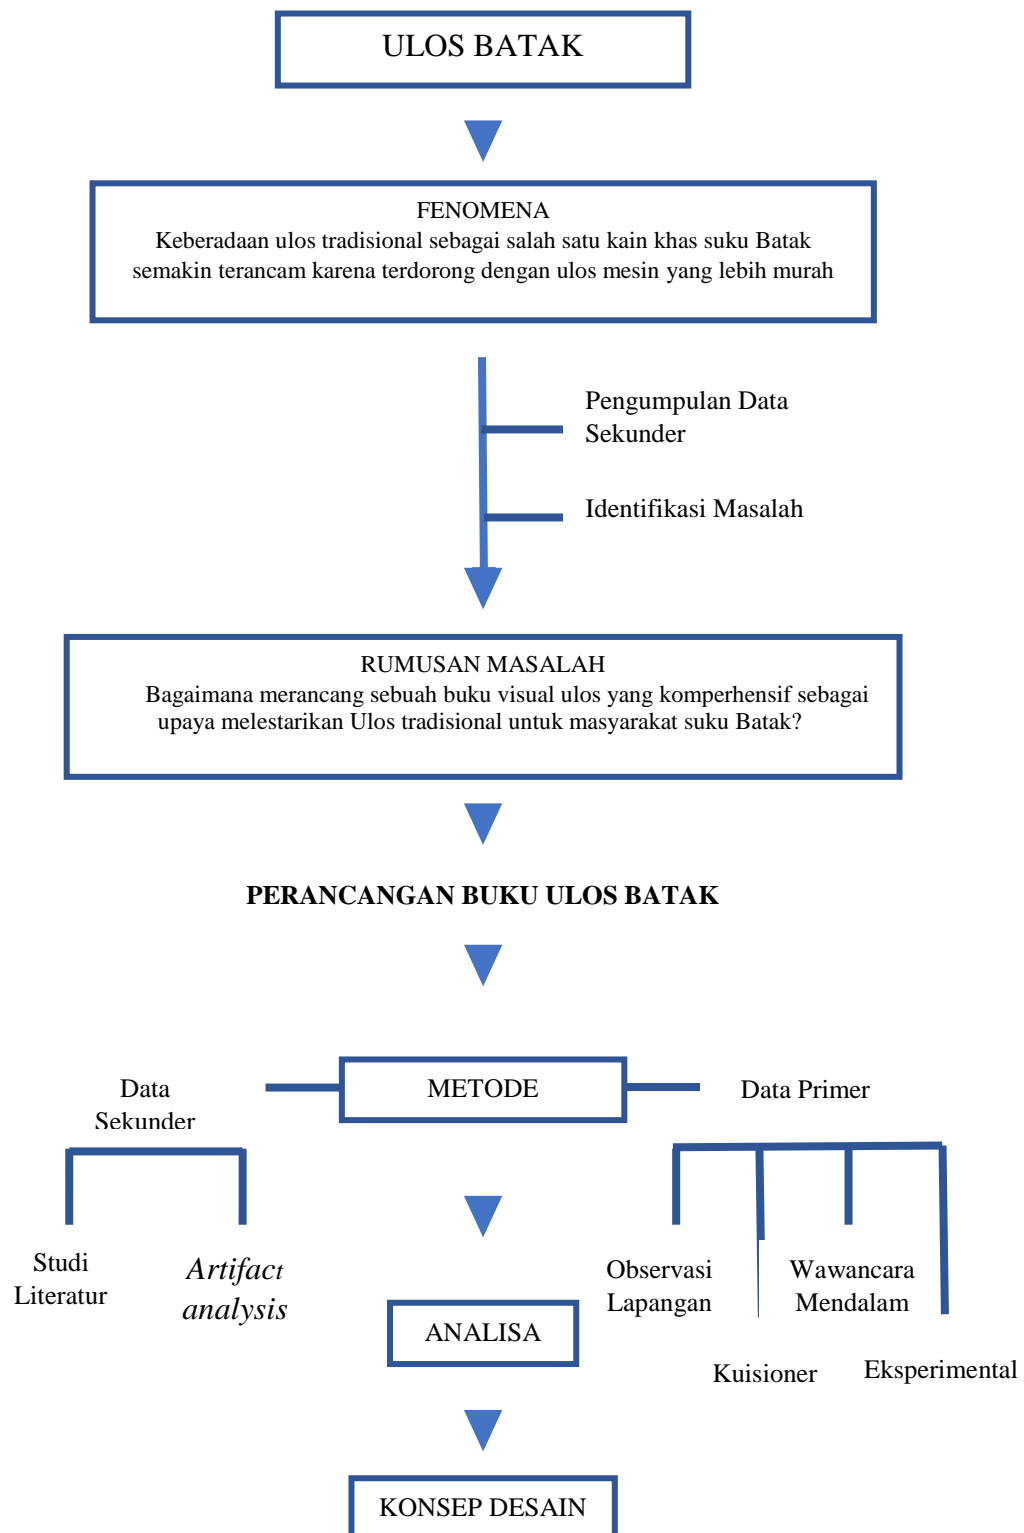 ULOS BATAK
FENOMENA
Keberadaan ulos tradisional sebagai salah satu kain khas suku Batak
semakin terancam karena terdorong dengan ulos mesin yang lebih murah
Pengumpulan Data
Sekunder
Identifikasi Masalah
RUMUSAN MASALAH
Bagaimana merancang sebuah buku visual ulos yang komperhensif sebagai
upaya melestarikan Ulos tradisional untuk masyarakat suku Batak?
PERANCANGAN BUKU ULOS BATAK
METODE
Data
Sekunder
Data Primer
Studi
Literatur
Artifact
analysis
Observasi
Lapangan
Wawancara
Mendalam
Kuisioner
Eksperimental
ANALISA
KONSEP DESAIN